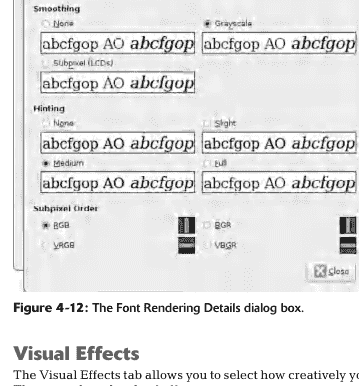 Smoothing
None Grayscale
abcfgop AO abcfgop abcfgop AO abcfgop
Subpixel (LCDs)
abcfgop AO abcfgop
Hinting
None Slight
abcfgop AO abcfgop abcfgop AO abcfgop
Medium Full
abcfgop AO abcfgop abcfgop AO abcfgop
Subpixel Order
RGB BGR
VRGB VBGR
Close
Figure 4-12: The Font Rendering Details dialog box.
Visual Effects
The Visual Effects tab allows you to select how creatively